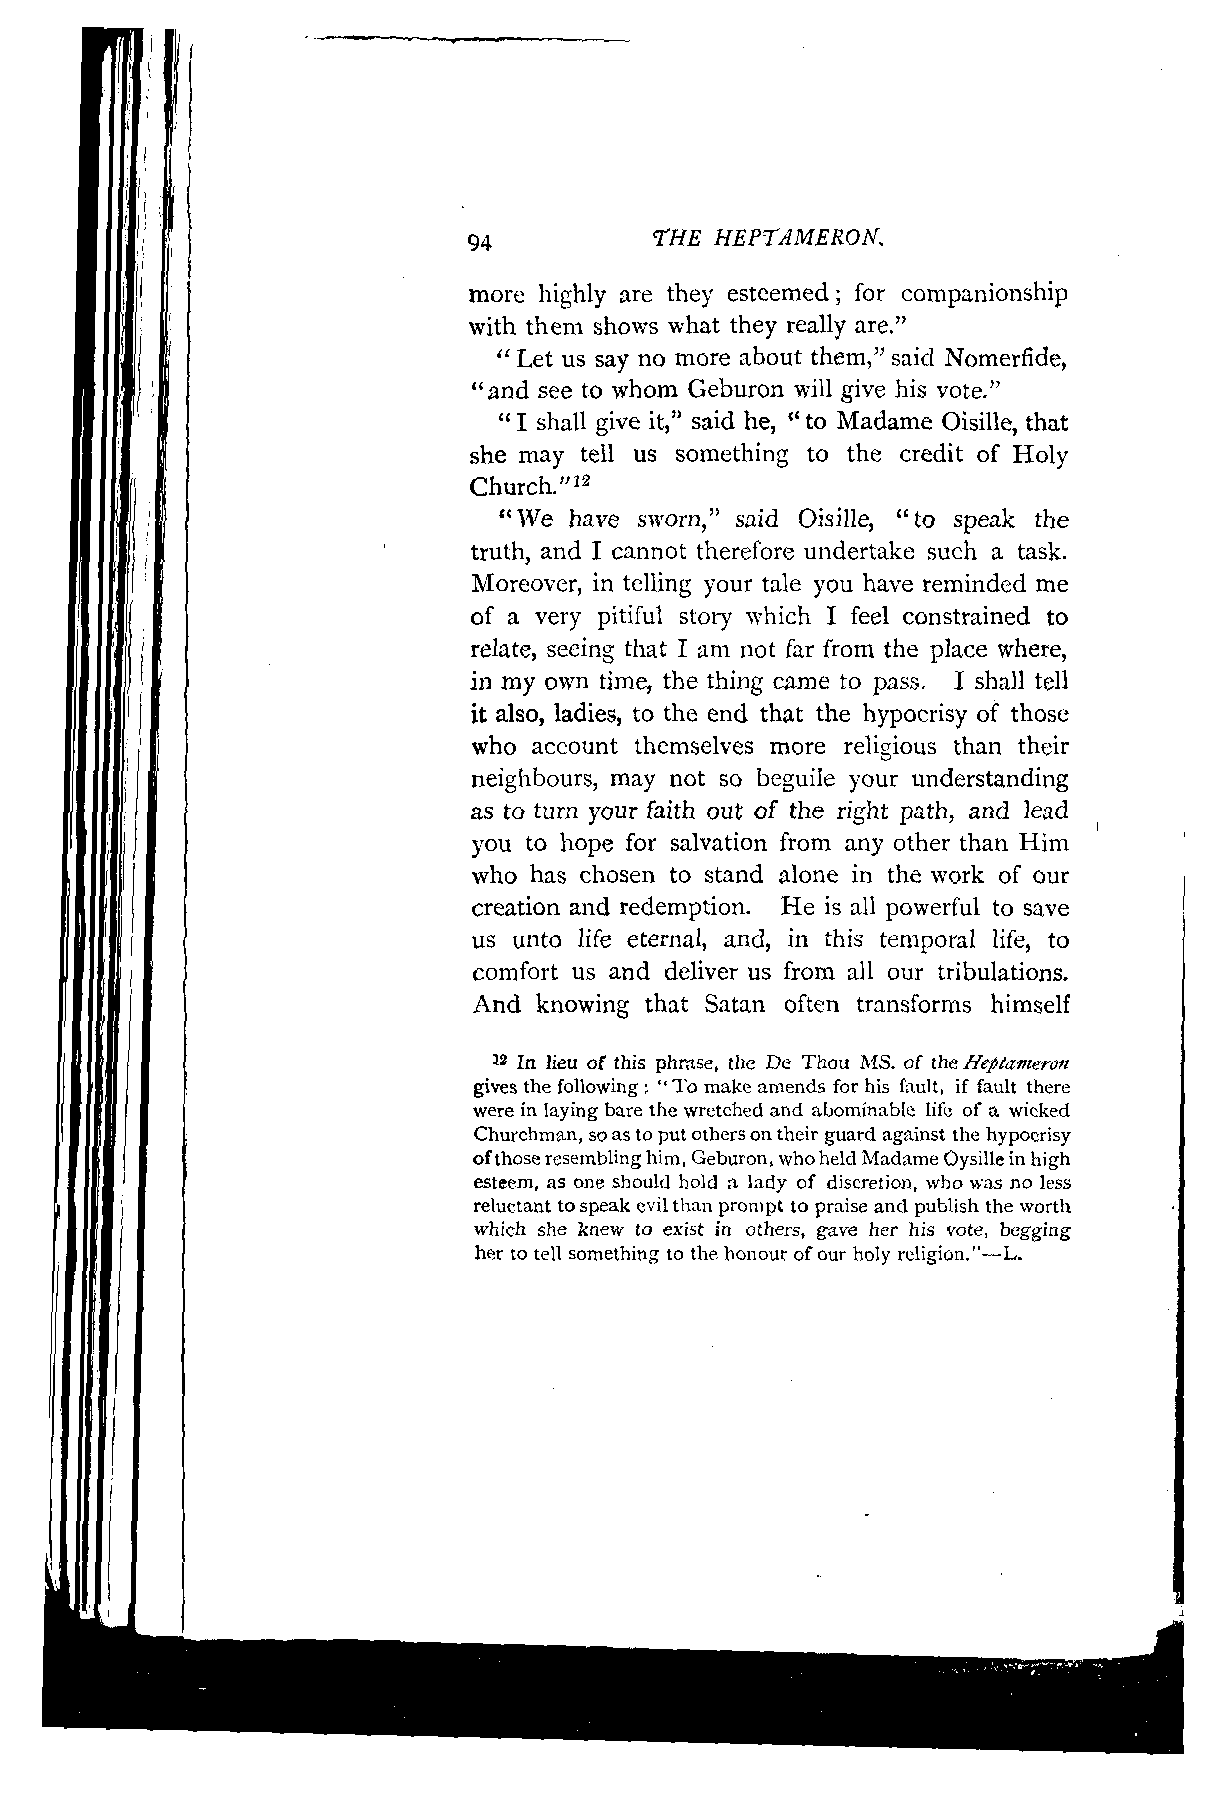 94 THE HEPTAMERON.
more highly are they esteemed; for companionship
with them shows what they really are.”
“Let us say no more about them,” said Nomerfide,
“and see to whom Geburon will give his vote.”
“I shall give it,” said he, “to Madame Oisille, that
she may tell us something to the credit of Holy
Church.”12
“We have sworn,” said Oisille, “to speak the
truth, and I cannot therefore undertake such a task.
Moreover, in telling your tale you have reminded me
of a very pitiful story which I feel constrained to
relate, seeing that I am not far from the place where,
in my own time, the thing came to pass. I shall tell
it also, ladies, to the end that the hypocrisy of those
who account themselves more religious than their
neighbours, may not so beguile your understanding
as to turn your faith out of the right path, and lead
you to hope for salvation from any other than Him
who has chosen to stand alone in the work of our
creation and redemption. He is all powerful to save
us unto life eternal, and, in this temporal life, to
comfort us and deliver us from all our tribulations.
And knowing that Satan often transforms himself
12 In lieu of this phrase, the De Thou MS. of the Heptameron
gives the following: “To make amends for his fault, if fault there
were in laying bare the wretched and abominable life of a wicked
Churchman, so as to put others on their guard against the hypocrisy
of those resembling him, Geburon, who held Madame Oysille in high
esteem, as one should hold a lady of discretion, who was no less
reluctant to speak evil than prompt to praise and publish the worth
which she knew to exist in others, gave her his vote, begging
her to tell something to the honour of our holy religion.”—L.